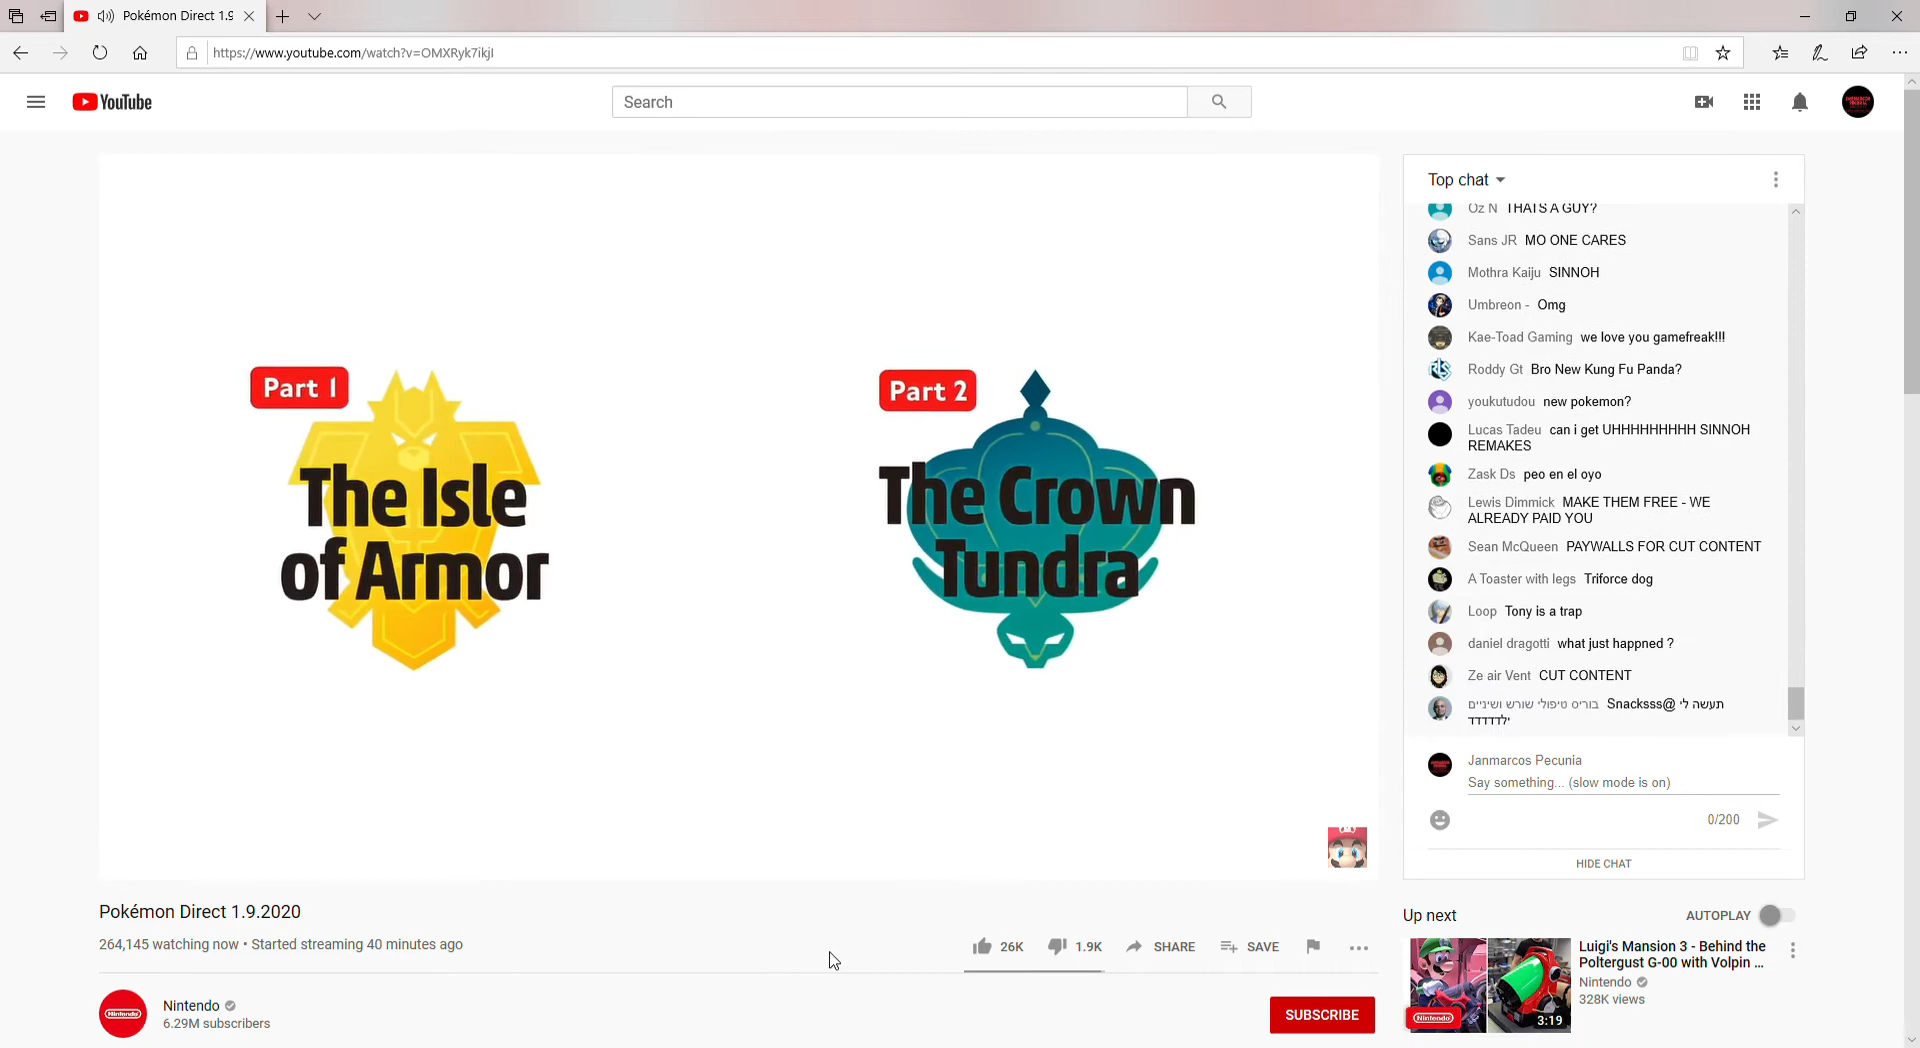 Pokémon Direct 1.9
https://www.youtube.com/watch?v=OMXRyk7ikjI
YouTube
Search
Part 1
The Isle
of Armor
Part 2
The Crown
Tundra
Pokémon Direct 1.9.2020
264,145 watching now • Started streaming 40 minutes ago
26K
1.9K
SHARE
SAVE
Nintendo
Nintendo
6.29M subscribers
SUBSCRIBE
Top chat
Oz N THATS A GUY?
Sans JR MO ONE CARES
Mothra Kaiju SINNOH
Umbreon - Omg
Kae-Toad Gaming we love you gamefreak!!!
Roddy Gt Bro New Kung Fu Panda?
youkutudou new pokemon?
Lucas Tadeu can i get UHHHHHHHHH SINNOH
REMAKES
Zask Ds peo en el oyo
Lewis Dimmick MAKE THEM FREE - WE
ALREADY PAID YOU
Sean McQueen PAYWALLS FOR CUT CONTENT
A Toaster with legs Triforce dog
Loop Tony is a trap
daniel dragotti what just happned ?
Ze air Vent CUT CONTENT
בוריס טיפולי שורש ושיניים Snacksss@ תעשה לי
ילדדדדד
Janmarcos Pecunia
Say something... (slow mode is on)
0/200
HIDE CHAT
Up next
AUTOPLAY
Nintendo
3:19
Luigi's Mansion 3 - Behind the
Poltergust G-00 with Volpin ...
Nintendo
328K views